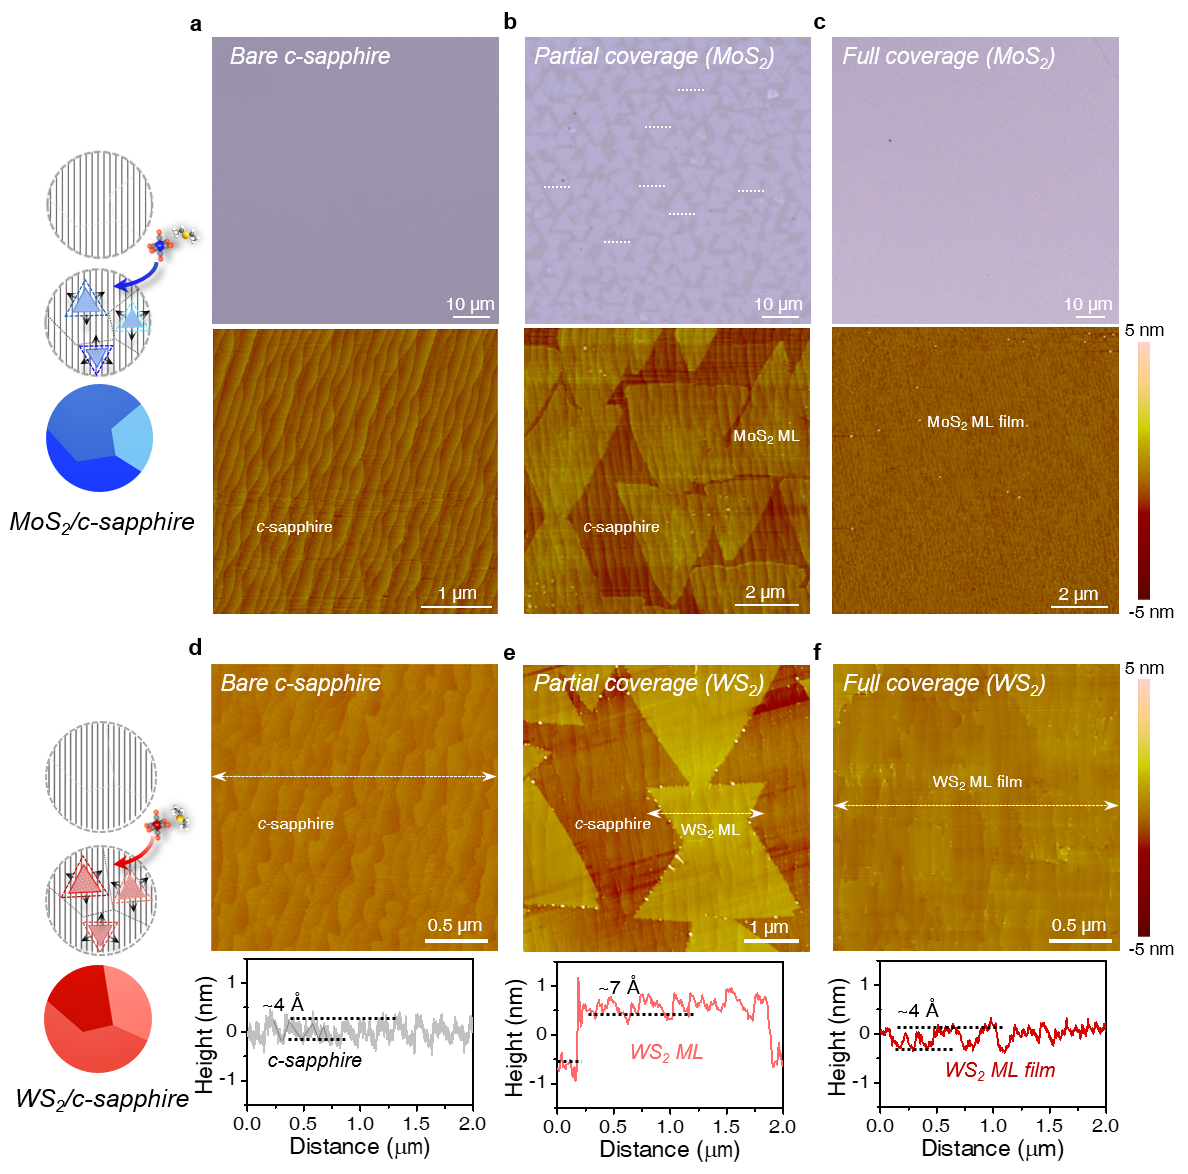 a
b
c
Bare c-sapphire
Partial coverage (MoS₂)
Full coverage (MoS₂)
10 µm
10 µm
10 µm
5 nm
MoS₂ ML film
MoS₂ ML
c-sapphire
c-sapphire
1 µm
2 µm
2 µm
-5 nm
MoS₂/c-sapphire
d
e
f
Bare c-sapphire
Partial coverage (WS₂)
Full coverage (WS₂)
5 nm
WS₂ ML film
c-sapphire
c-sapphire
WS₂ ML
0.5 µm
1 µm
0.5 µm
-5 nm
WS₂/c-sapphire
Height (nm)
1
0
-1
~4 Å
c-sapphire
0.0
0.5
1.0
1.5
2.0
Distance (µm)
Height (nm)
1
0
-1
~7 Å
WS₂ ML
0.0
0.5
1.0
1.5
2.0
Distance (µm)
Height (nm)
1
0
-1
~4 Å
WS₂ ML film
0.0
0.5
1.0
1.5
2.0
Distance (µm)